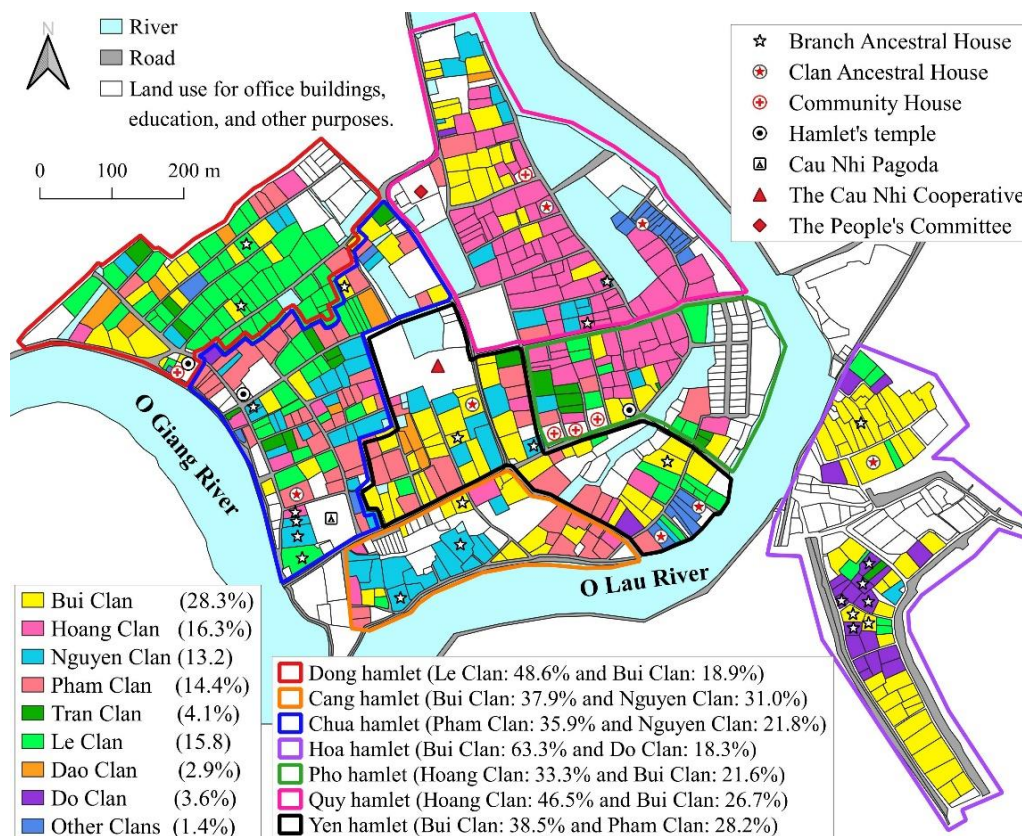 N
River
Road
Land use for office buildings,
education, and other purposes.
0 100 200 m
Branch Ancestral House
Clan Ancestral House
Community House
Hamlet's temple
Cau Nhi Pagoda
The Cau Nhi Cooperative
The People's Committee
O Giang River
O Lau River
Bui Clan (28.3%)
Hoang Clan (16.3%)
Nguyen Clan (13.2
Pham Clan (14.4%)
Tran Clan (4.1%)
Le Clan (15.8
Dao Clan (2.9%)
Do Clan (3.6%)
Other Clans (1.4%)
Dong hamlet (Le Clan: 48.6% and Bui Clan: 18.9%)
Cang hamlet (Bui Clan: 37.9% and Nguyen Clan: 31.0%)
Chua hamlet (Pham Clan: 35.9% and Nguyen Clan: 21.8%)
Hoa hamlet (Bui Clan: 63.3% and Do Clan: 18.3%)
Pho hamlet (Hoang Clan: 33.3% and Bui Clan: 21.6%)
Quy hamlet (Hoang Clan: 46.5% and Bui Clan: 26.7%)
Yen hamlet (Bui Clan: 38.5% and Pham Clan: 28.2%)